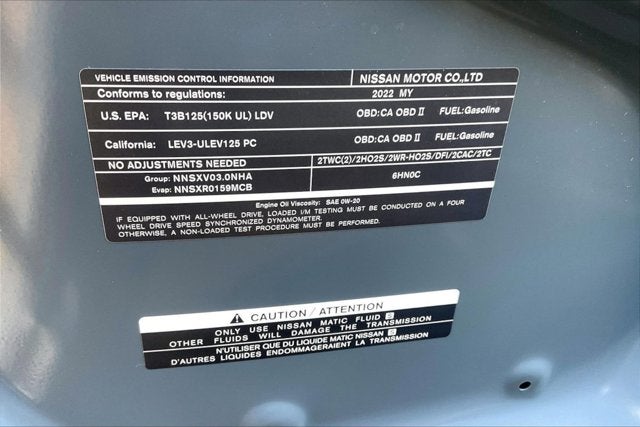 VEHICLE EMISSION CONTROL INFORMATION NISSAN MOTOR CO.,LTD
Conforms to regulations: 2022 MY
U.S. EPA: T3B125(150K UL) LDV OBD:CA OBD II FUEL:Gasoline
California: LEV3-ULEV125 PC OBD:CA OBD II FUEL:Gasoline
NO ADJUSTMENTS NEEDED 2TWC(2)/2HO2S/2WR-HO2S/DFI/2CAC/2TC
Group: NNSXV03.0NHA 6HN0C
Evap: NNSXR0159MCB
Engine Oil Viscosity: SAE 0W-20
IF EQUIPPED WITH ALL-WHEEL DRIVE, LOADED I/M TESTING MUST BE CONDUCTED ON A FOUR
WHEEL DRIVE SPEED SYNCHRONIZED DYNAMOMETER.
OTHERWISE, A NON-LOADED TEST PROCEDURE MUST BE PERFORMED.
CAUTION / ATTENTION
ONLY USE NISSAN MATIC FLUID S
OTHER FLUIDS WILL DAMAGE THE TRANSMISSION
N'UTILISER QUE DU LIQUIDE MATIC NISSAN S
D'AUTRES LIQUIDES ENDOMMAGERAIENT LA TRANSMISSION